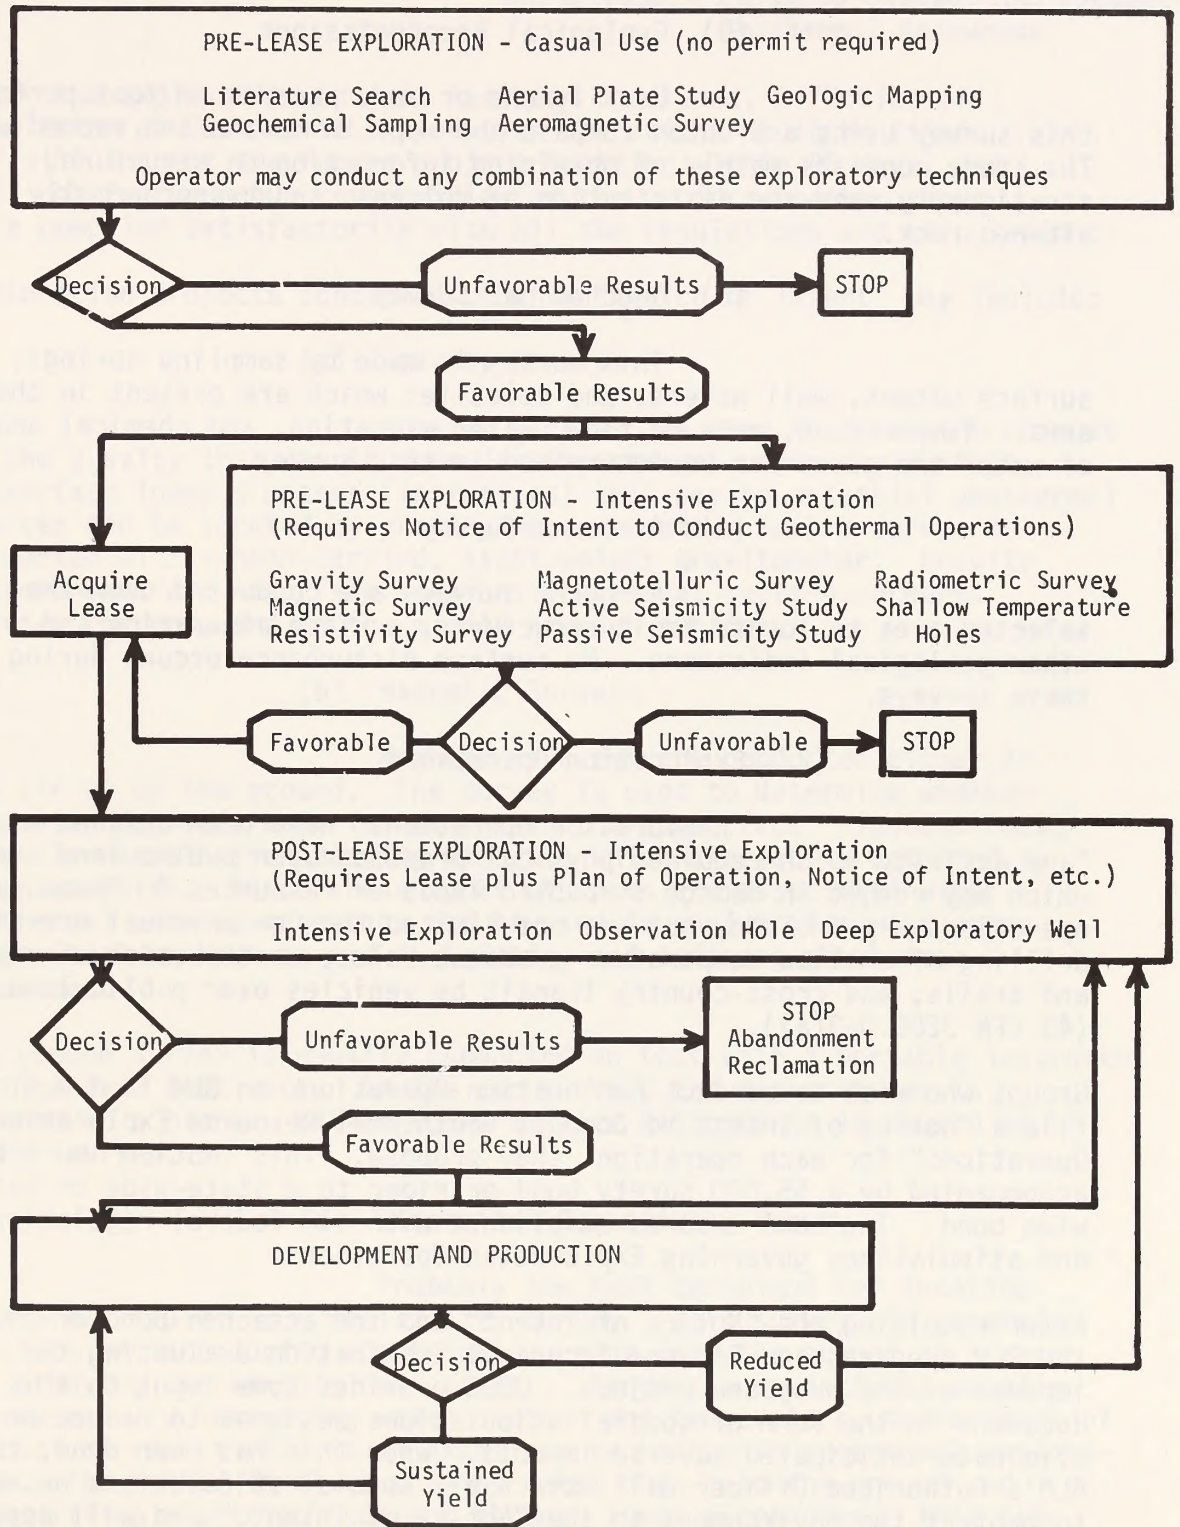 PRE-LEASE EXPLORATION - Casual Use (no permit required)
Literature Search Aerial Plate Study Geologic Mapping
Geochemical Sampling Aeromagnetic Survey
Operator may conduct any combination of these exploratory techniques
Decision
Unfavorable Results
STOP
Favorable Results
PRE-LEASE EXPLORATION - Intensive Exploration
(Requires Notice of Intent to Conduct Geothermal Operations)
Gravity Survey Magnetotelluric Survey Radiometric Survey
Magnetic Survey Active Seismicity Study Shallow Temperature
Resistivity Survey Passive Seismicity Study Holes
Acquire
Lease
Favorable
Decision
Unfavorable
STOP
POST-LEASE EXPLORATION - Intensive Exploration
(Requires Lease plus Plan of Operation, Notice of Intent, etc.)
Intensive Exploration Observation Hole Deep Exploratory Well
Decision
Unfavorable Results
STOP
Abandonment
Reclamation
Favorable Results
DEVELOPMENT AND PRODUCTION
Decision
Reduced
Yield
Sustained
Yield